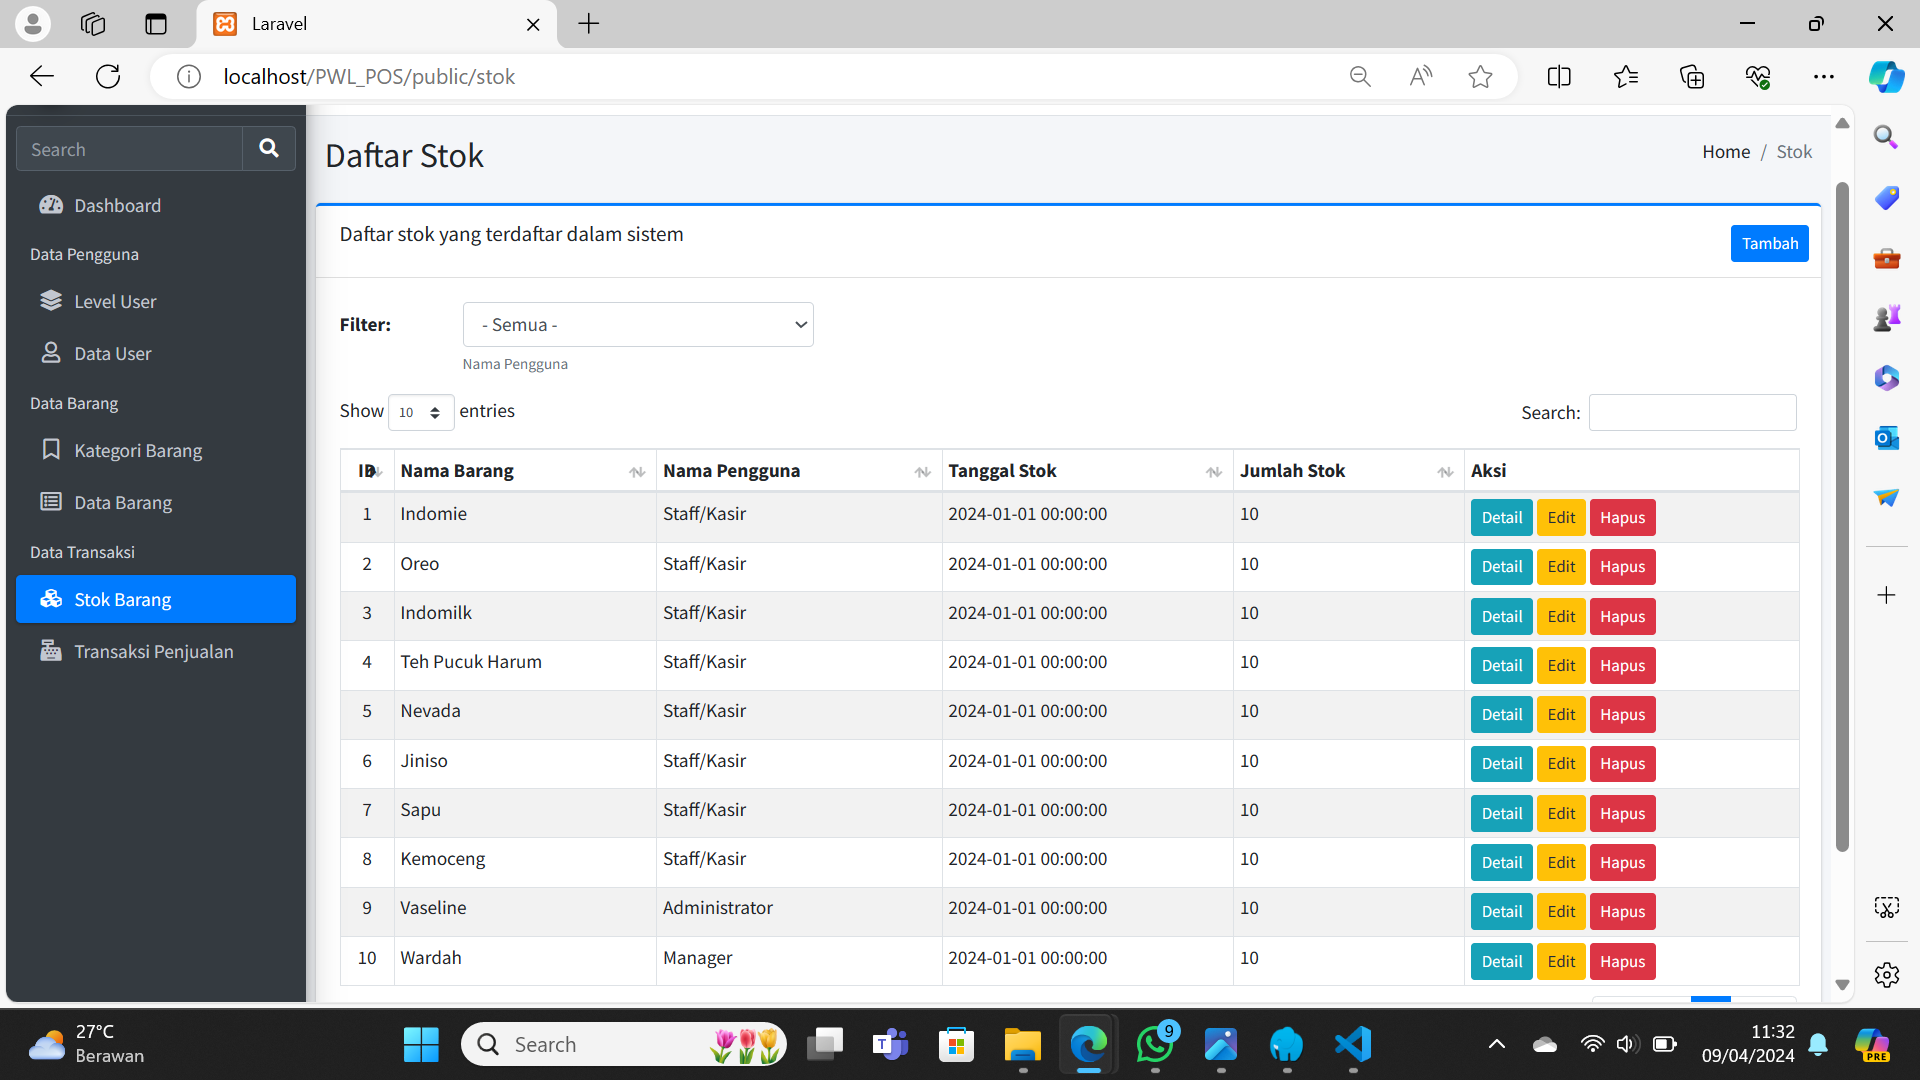 Laravel
localhost/PWL_POS/public/stok
Search
Dashboard
Data Pengguna
Level User
Data User
Data Barang
Kategori Barang
Data Barang
Data Transaksi
Stok Barang
Transaksi Penjualan
Daftar Stok
Home / Stok
Daftar stok yang terdaftar dalam sistem
Tambah
Filter: - Semua -
Nama Pengguna
Show 10 entries
Search:
ID Nama Barang Nama Pengguna Tanggal Stok Jumlah Stok Aksi
1 Indomie Staff/Kasir 2024-01-01 00:00:00 10 Detail Edit Hapus
2 Oreo Staff/Kasir 2024-01-01 00:00:00 10 Detail Edit Hapus
3 Indomilk Staff/Kasir 2024-01-01 00:00:00 10 Detail Edit Hapus
4 Teh Pucuk Harum Staff/Kasir 2024-01-01 00:00:00 10 Detail Edit Hapus
5 Nevada Staff/Kasir 2024-01-01 00:00:00 10 Detail Edit Hapus
6 Jiniso Staff/Kasir 2024-01-01 00:00:00 10 Detail Edit Hapus
7 Sapu Staff/Kasir 2024-01-01 00:00:00 10 Detail Edit Hapus
8 Kemoceng Staff/Kasir 2024-01-01 00:00:00 10 Detail Edit Hapus
9 Vaseline Administrator 2024-01-01 00:00:00 10 Detail Edit Hapus
10 Wardah Manager 2024-01-01 00:00:00 10 Detail Edit Hapus
27°C
Berawan
Search
9
11:32
09/04/2024
PRE